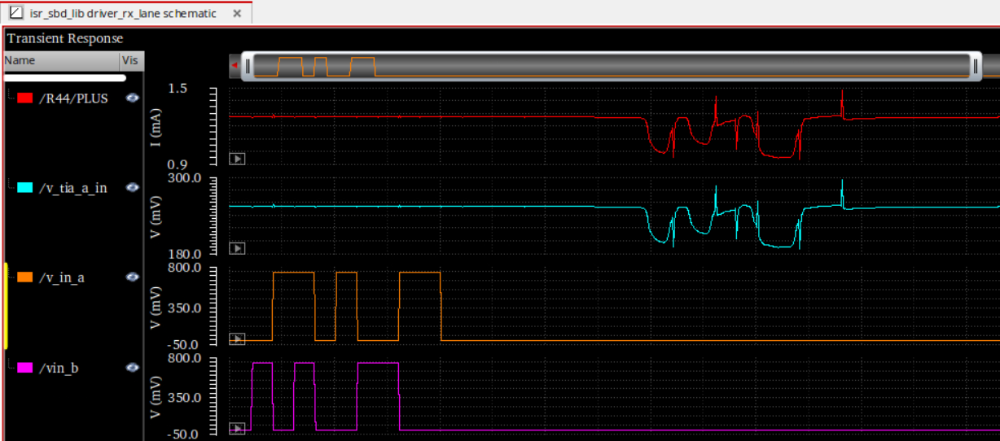 isr_sbd_lib driver_rx_lane schematic
Transient Response
Name Vis
/R44/PLUS
1.5
I (mA)
0.9
/v_tia_a_in
300.0
V (mV)
180.0
/v_in_a
800.0
350.0
V (mV)
-50.0
/vin_b
800.0
350.0
V (mV)
-50.0